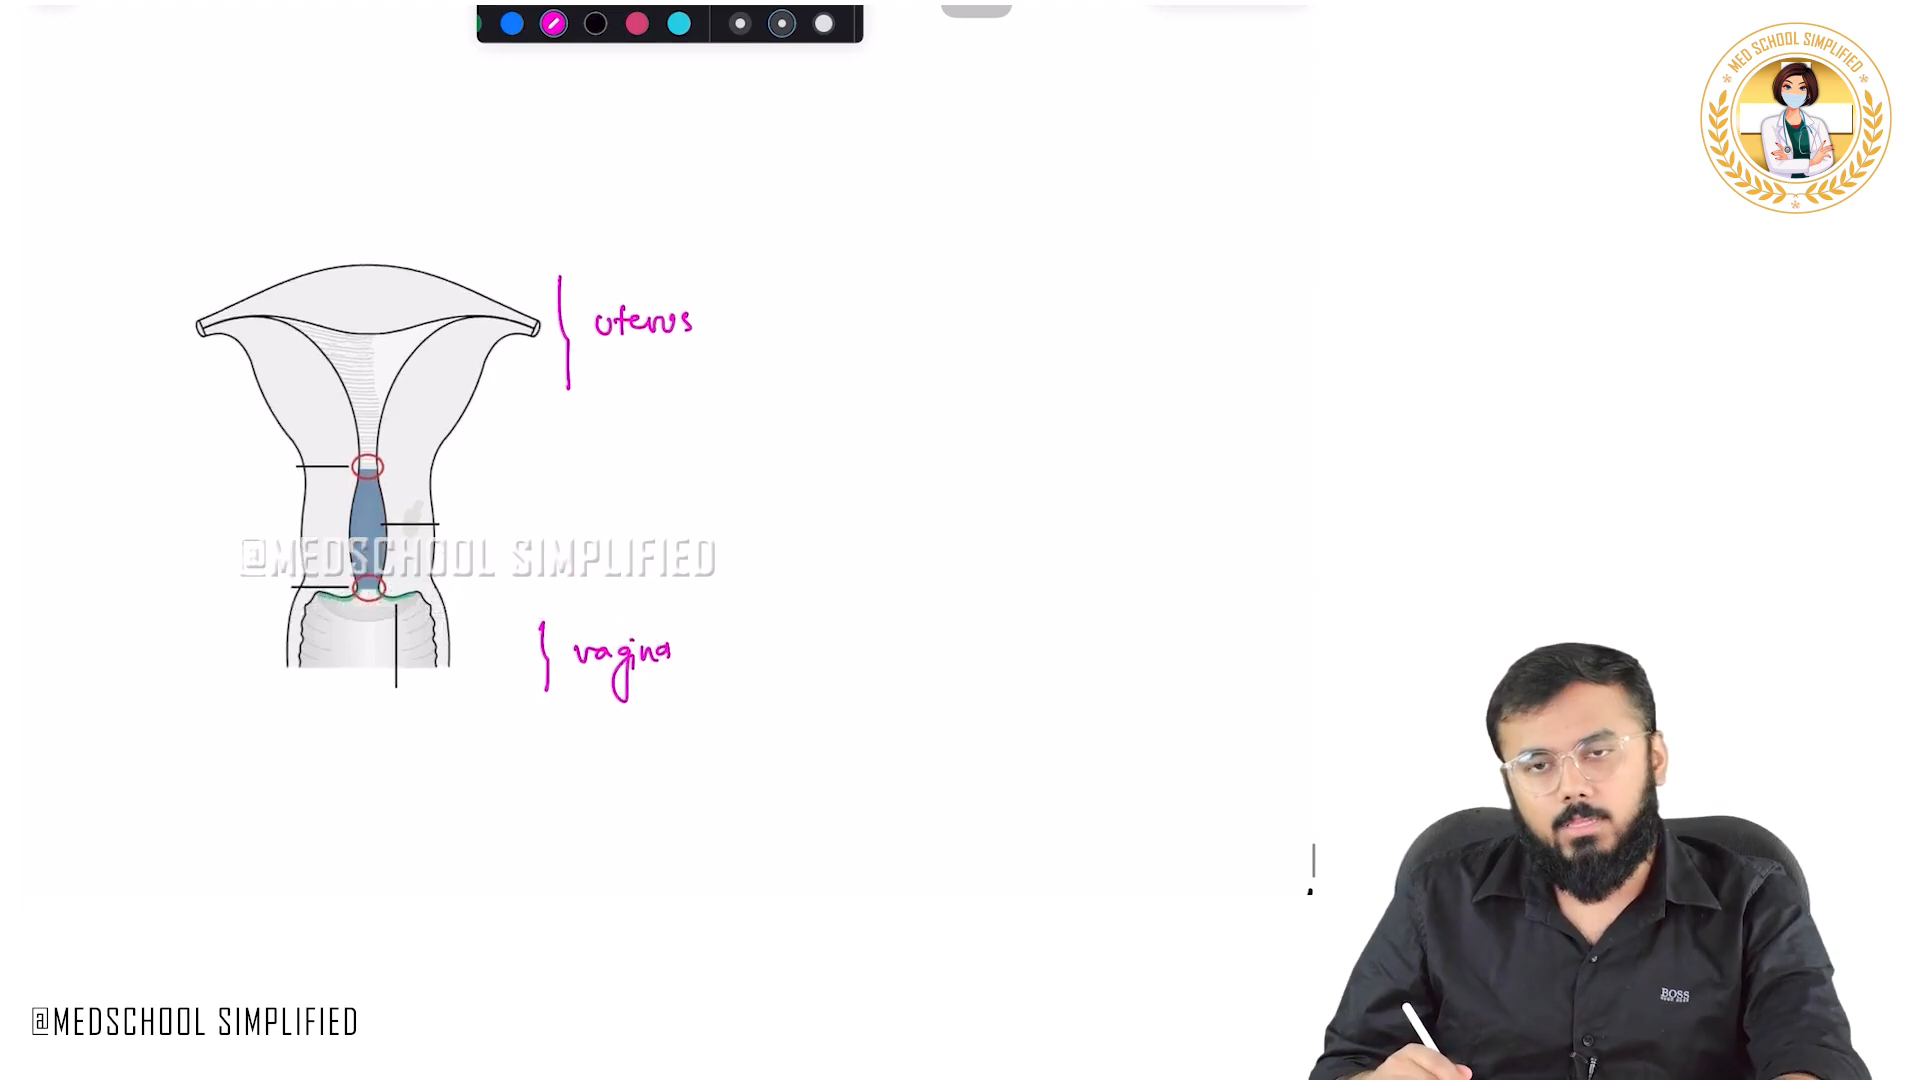 MED SCHOOL SIMPLIFIED
uterus
@MEDSCHOOL SIMPLIFIED
vagina
BOSS
@MEDSCHOOL SIMPLIFIED